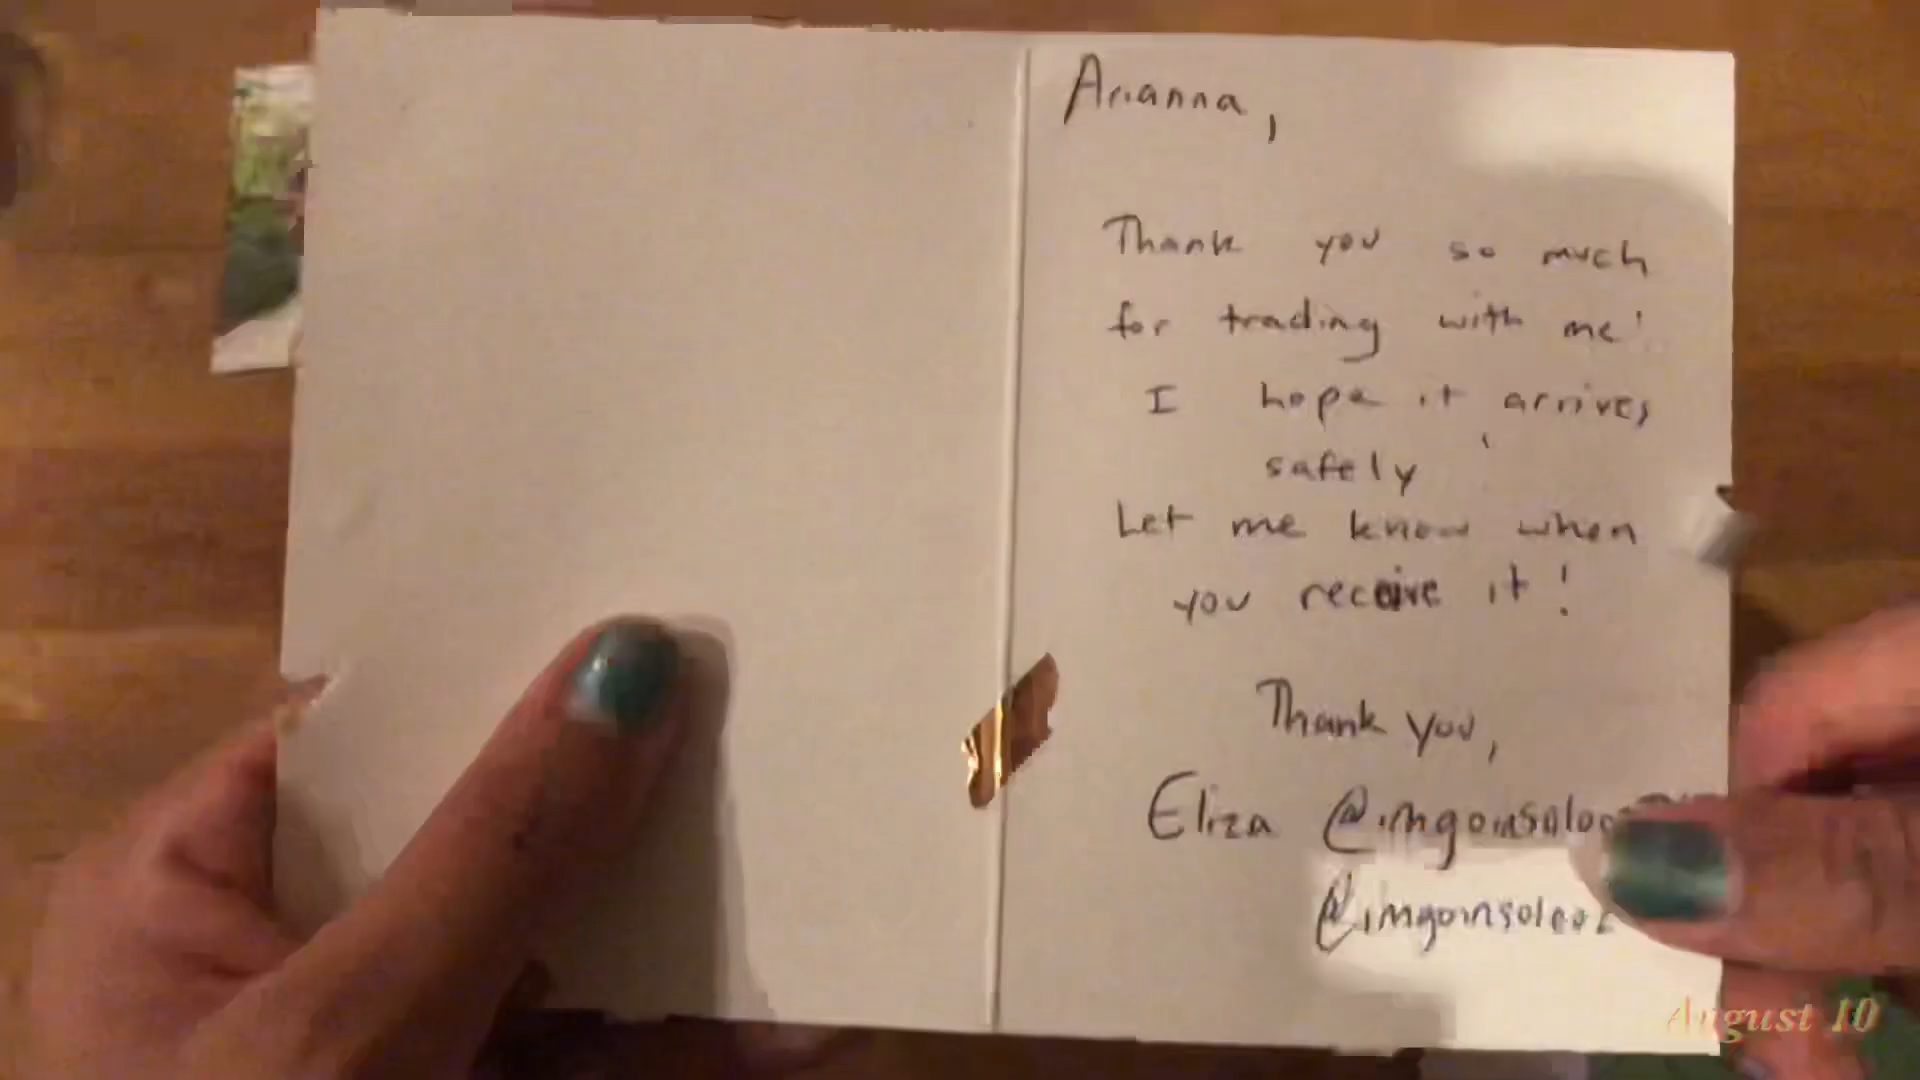 Arianna,
Thank you so much
for trading with me!
I hope it arrives
safely
Let me know when
you receive it!
Thank you,
Eliza
August 10